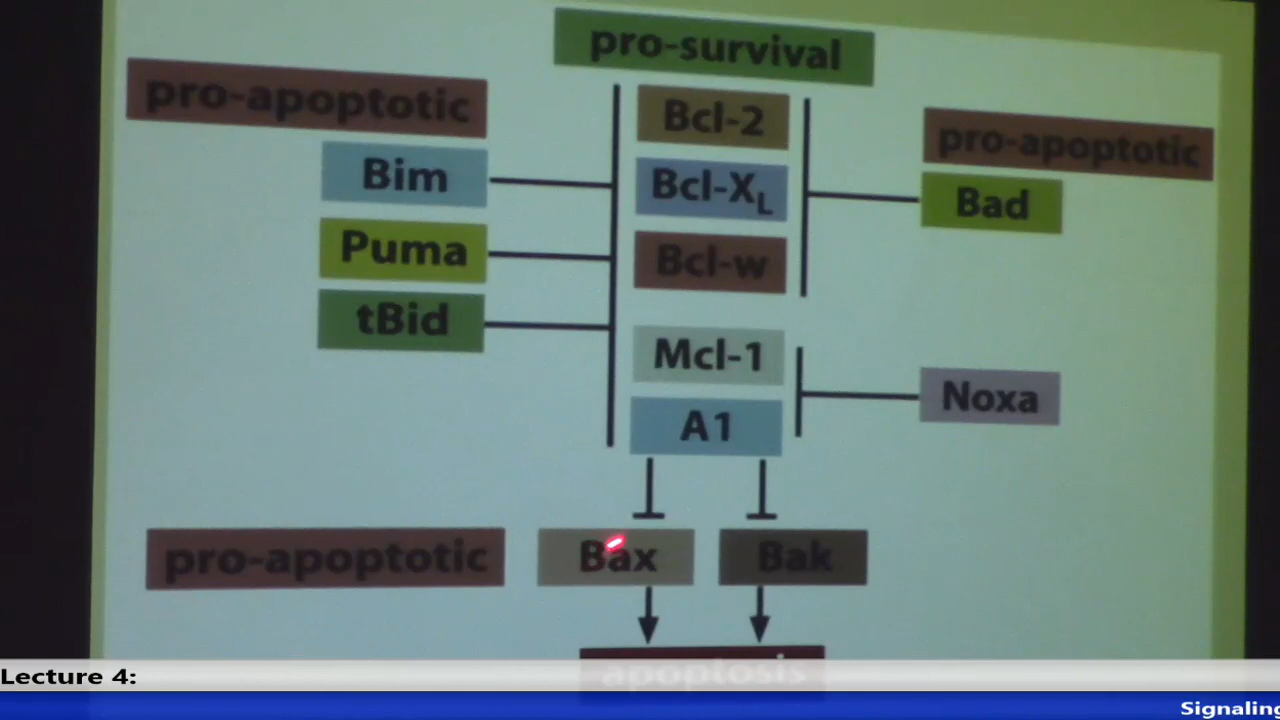 pro-survival
pro-apoptotic
Bcl-2
pro-apoptotic
Bim
Bcl-XL
Bad
Puma
Bcl-w
tBid
Mcl-1
Noxa
A1
pro-apoptotic
Bax
Bak
apoptosis
Lecture 4:
Signaling